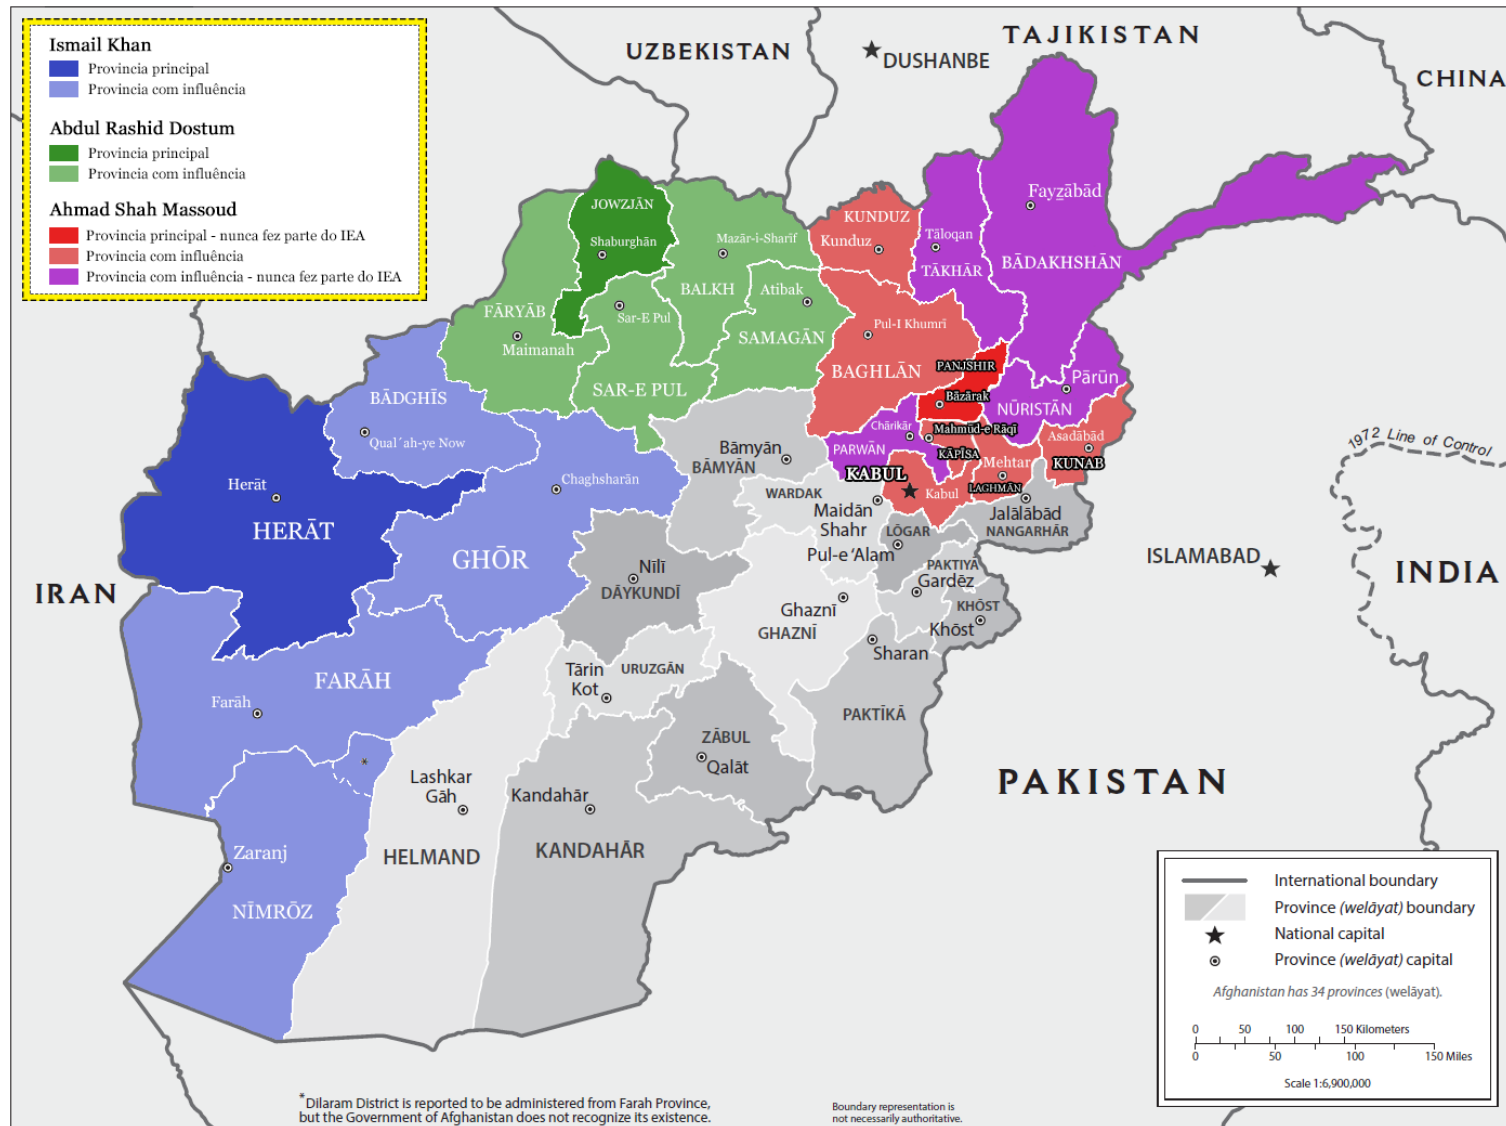 Ismail Khan
Provincia principal
Provincia com influência
Abdul Rashid Dostum
Provincia principal
Provincia com influência
Ahmad Shah Massoud
Provincia principal - nunca fez parte do IEA
Provincia com influência
Provincia com influência - nunca fez parte do IEA
UZBEKISTAN
DUSHANBE
TAJIKISTAN
CHINA
JOWZJĀN
Shaburghān
Mazār-i-Sharīf
BALKH
FĀRYĀB
Maimanah
Sar-E Pul
SAR-E PUL
Atibak
SAMAGĀN
KUNDUZ
Kunduz
Tāloqan
TĀKHĀR
Fayzābād
BĀDAKHSHĀN
Pul-I Khumrī
BAGHLĀN
PANJSHIR
Bāzārak
Pārūn
NŪRISTĀN
Chārikār
PARWĀN
Mahmūd-e Rāqī
KĀPĪSA
Asadābād
KUNAB
Mehtar
LAGHMĀN
KABUL
Kabul
BĀDGHĪS
Qual´ah-ye Now
Herāt
HERĀT
Chaghsharān
GHŌR
Bāmyān
BĀMYĀN
WARDAK
Maidān
Shahr
LŌGAR
Pul-e ‘Alam
Jalālābād
NANGARHĀR
PAKTIYA
Gardēz
KHŌST
Khōst
Nīlī
DĀYKUNDĪ
Ghaznī
GHAZNĪ
Sharan
PAKTĪKĀ
Tārin
Kot
URUZGĀN
ZĀBUL
Qalāt
FARĀH
Farāh
*
Lashkar
Gāh
HELMAND
Kandahār
KANDAHĀR
Zaranj
NĪMRŌZ
IRAN
ISLAMABAD
INDIA
1972 Line of Control
PAKISTAN
International boundary
Province (welāyat) boundary
National capital
Province (welāyat) capital
Afghanistan has 34 provinces (welāyat).
0 50 100 150 Kilometers
0 50 100 150 Miles
Scale 1:6,900,000
*Dilaram District is reported to be administered from Farah Province,
but the Government of Afghanistan does not recognize its existence.
Boundary representation is
not necessarily authoritative.